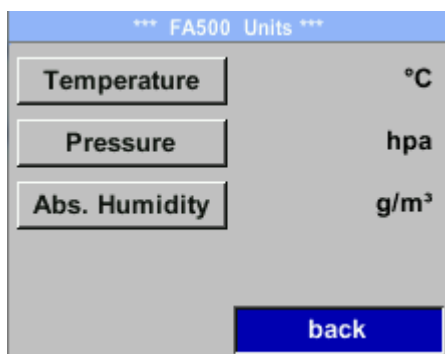 *** FA500 Units ***
Temperature °C
Pressure hpa
Abs. Humidity g/m³
back